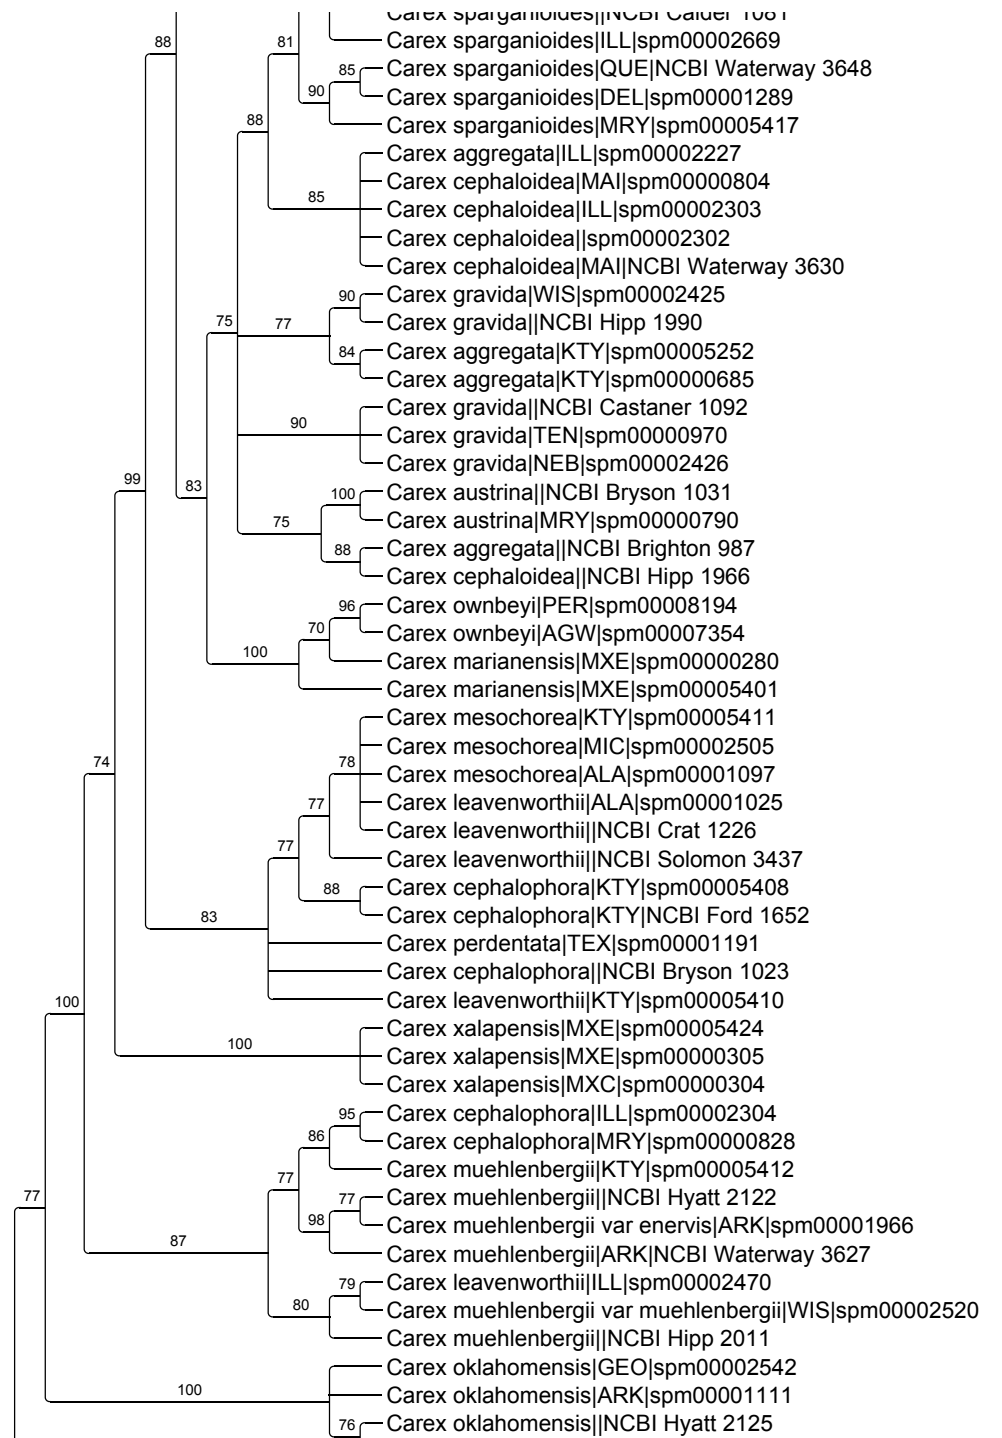 Carex sparganioides||NCBI Calder 1081
88
81
Carex sparganioides|ILL|spm00002669
85
Carex sparganioides|QUE|NCBI Waterway 3648
90
Carex sparganioides|DEL|spm00001289
88
Carex sparganioides|MRY|spm00005417
Carex aggregata|ILL|spm00002227
Carex cephaloidea|MAI|spm00000804
85
Carex cephaloidea|ILL|spm00002303
Carex cephaloidea||spm00002302
Carex cephaloidea|MAI|NCBI Waterway 3630
90
Carex gravida|WIS|spm00002425
75
77
Carex gravida||NCBI Hipp 1990
84
Carex aggregata|KTY|spm00005252
Carex aggregata|KTY|spm00000685
Carex gravida||NCBI Castaner 1092
90
Carex gravida|TEN|spm00000970
Carex gravida|NEB|spm00002426
99
83
100
Carex austrina||NCBI Bryson 1031
75
Carex austrina|MRY|spm00000790
88
Carex aggregata||NCBI Brighton 987
Carex cephaloidea||NCBI Hipp 1966
96
Carex ownbeyi|PER|spm00008194
70
Carex ownbeyi|AGW|spm00007354
100
Carex marianensis|MXE|spm00000280
Carex marianensis|MXE|spm00005401
Carex mesochorea|KTY|spm00005411
Carex mesochorea|MIC|spm00002505
74
78
Carex mesochorea|ALA|spm00001097
77
Carex leavenworthii|ALA|spm00001025
Carex leavenworthii||NCBI Crat 1226
77
Carex leavenworthii||NCBI Solomon 3437
88
Carex cephalophora|KTY|spm00005408
83
Carex cephalophora|KTY|NCBI Ford 1652
Carex perdentata|TEX|spm00001191
Carex cephalophora||NCBI Bryson 1023
100
Carex leavenworthii|KTY|spm00005410
Carex xalapensis|MXE|spm00005424
100
Carex xalapensis|MXE|spm00000305
Carex xalapensis|MXC|spm00000304
95
Carex cephalophora|ILL|spm00002304
86
Carex cephalophora|MRY|spm00000828
77
Carex muehlenbergii|KTY|spm00005412
77
77
Carex muehlenbergii||NCBI Hyatt 2122
98
Carex muehlenbergii var enervis|ARK|spm00001966
87
Carex muehlenbergii|ARK|NCBI Waterway 3627
79
Carex leavenworthii|ILL|spm00002470
80
Carex muehlenbergii var muehlenbergii|WIS|spm00002520
Carex muehlenbergii||NCBI Hipp 2011
Carex oklahomensis|GEO|spm00002542
100
Carex oklahomensis|ARK|spm00001111
76
Carex oklahomensis||NCBI Hyatt 2125